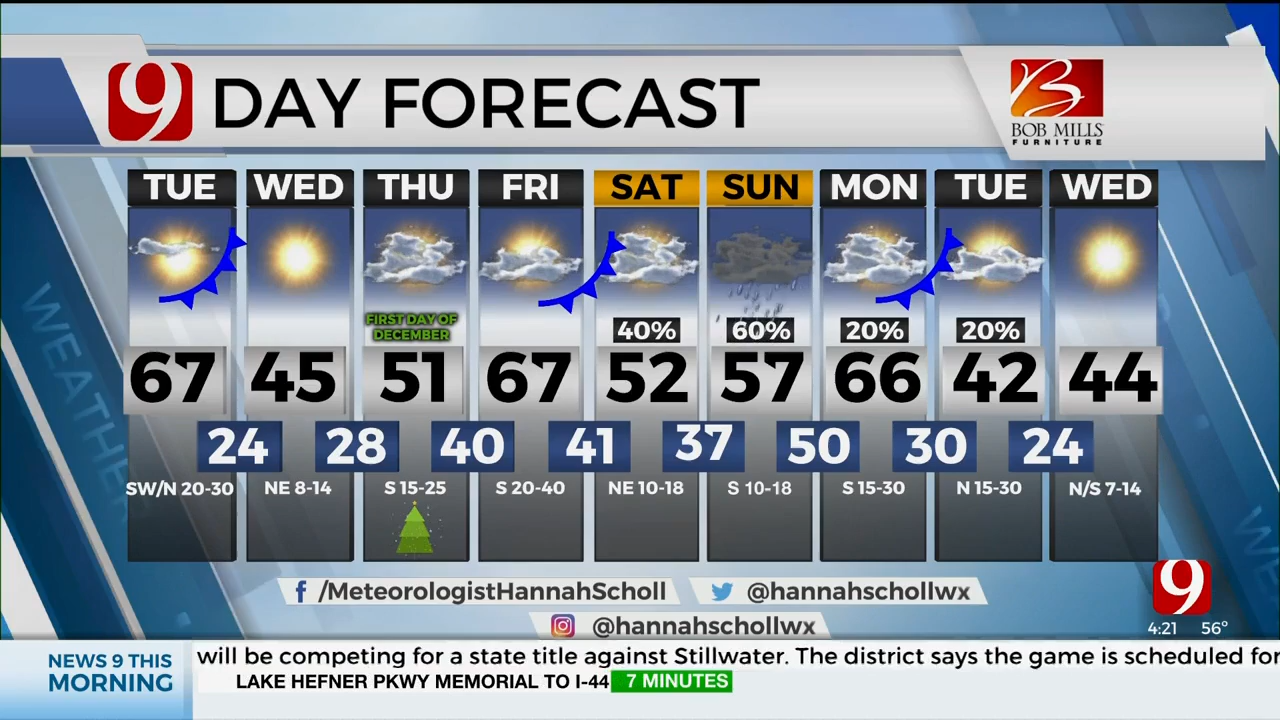 9 DAY FORECAST
B
BOB MILLS
FURNITURE
TUE WED THU FRI SAT SUN MON TUE WED
FIRST DAY OF
DECEMBER
40% 60% 20% 20%
67 45 51 67 52 57 66 42 44
24 28 40 41 37 50 30 24
SW/N 20-30 NE 8-14 S 15-25 S 20-40 NE 10-18 S 10-18 S 15-30 N 15-30 N/S 7-14
f /MeteorologistHannahScholl @hannahschollwx
@hannahschollwx
9
4:21 56°
NEWS 9 THIS
MORNING
will be competing for a state title against Stillwater. The district says the game is scheduled for
LAKE HEFNER PKWY MEMORIAL TO I-44 7 MINUTES
WEATHER